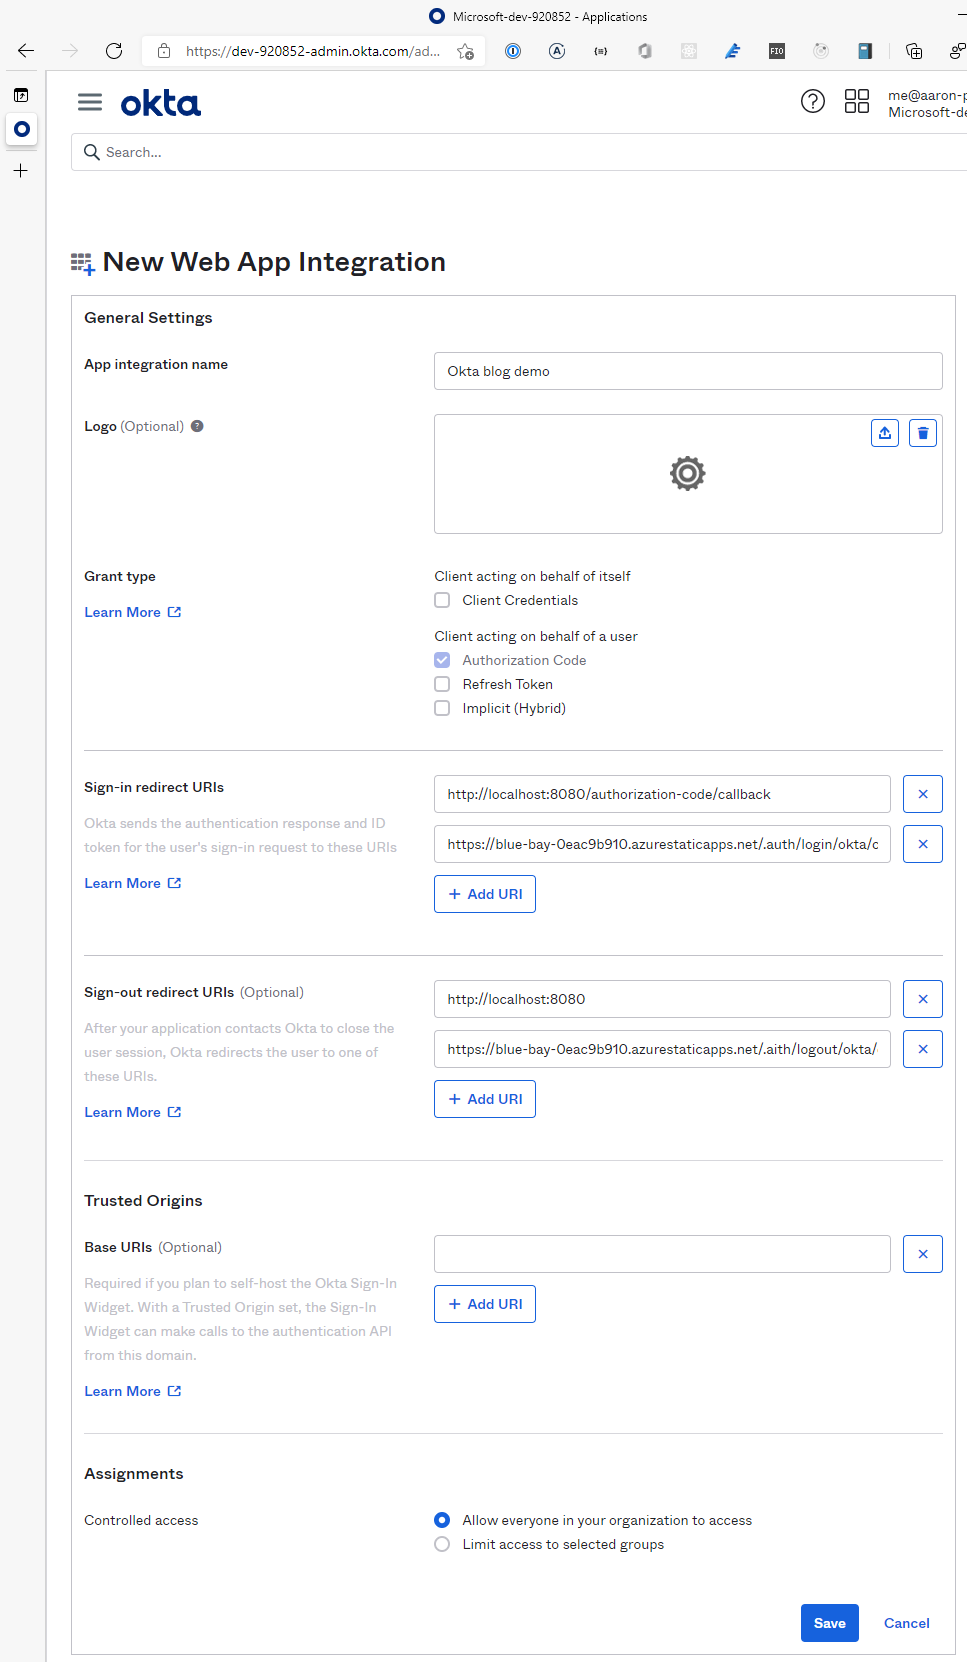 Microsoft-dev-920852 - Applications
https://dev-920852-admin.okta.com/ad...
okta
me@aaron-p
Microsoft-de
Search...
New Web App Integration
General Settings
App integration name
Okta blog demo
Logo (Optional)
Grant type
Learn More
Client acting on behalf of itself
Client Credentials
Client acting on behalf of a user
Authorization Code
Refresh Token
Implicit (Hybrid)
Sign-in redirect URIs
Okta sends the authentication response and ID
token for the user's sign-in request to these URIs
Learn More
http://localhost:8080/authorization-code/callback
https://blue-bay-0eac9b910.azurestaticapps.net/.auth/login/okta/c
+ Add URI
Sign-out redirect URIs (Optional)
After your application contacts Okta to close the
user session, Okta redirects the user to one of
these URIs.
Learn More
http://localhost:8080
https://blue-bay-0eac9b910.azurestaticapps.net/.aith/logout/okta/
+ Add URI
Trusted Origins
Base URIs (Optional)
Required if you plan to self-host the Okta Sign-In
Widget. With a Trusted Origin set, the Sign-In
Widget can make calls to the authentication API
from this domain.
Learn More
+ Add URI
Assignments
Controlled access
Allow everyone in your organization to access
Limit access to selected groups
Save
Cancel